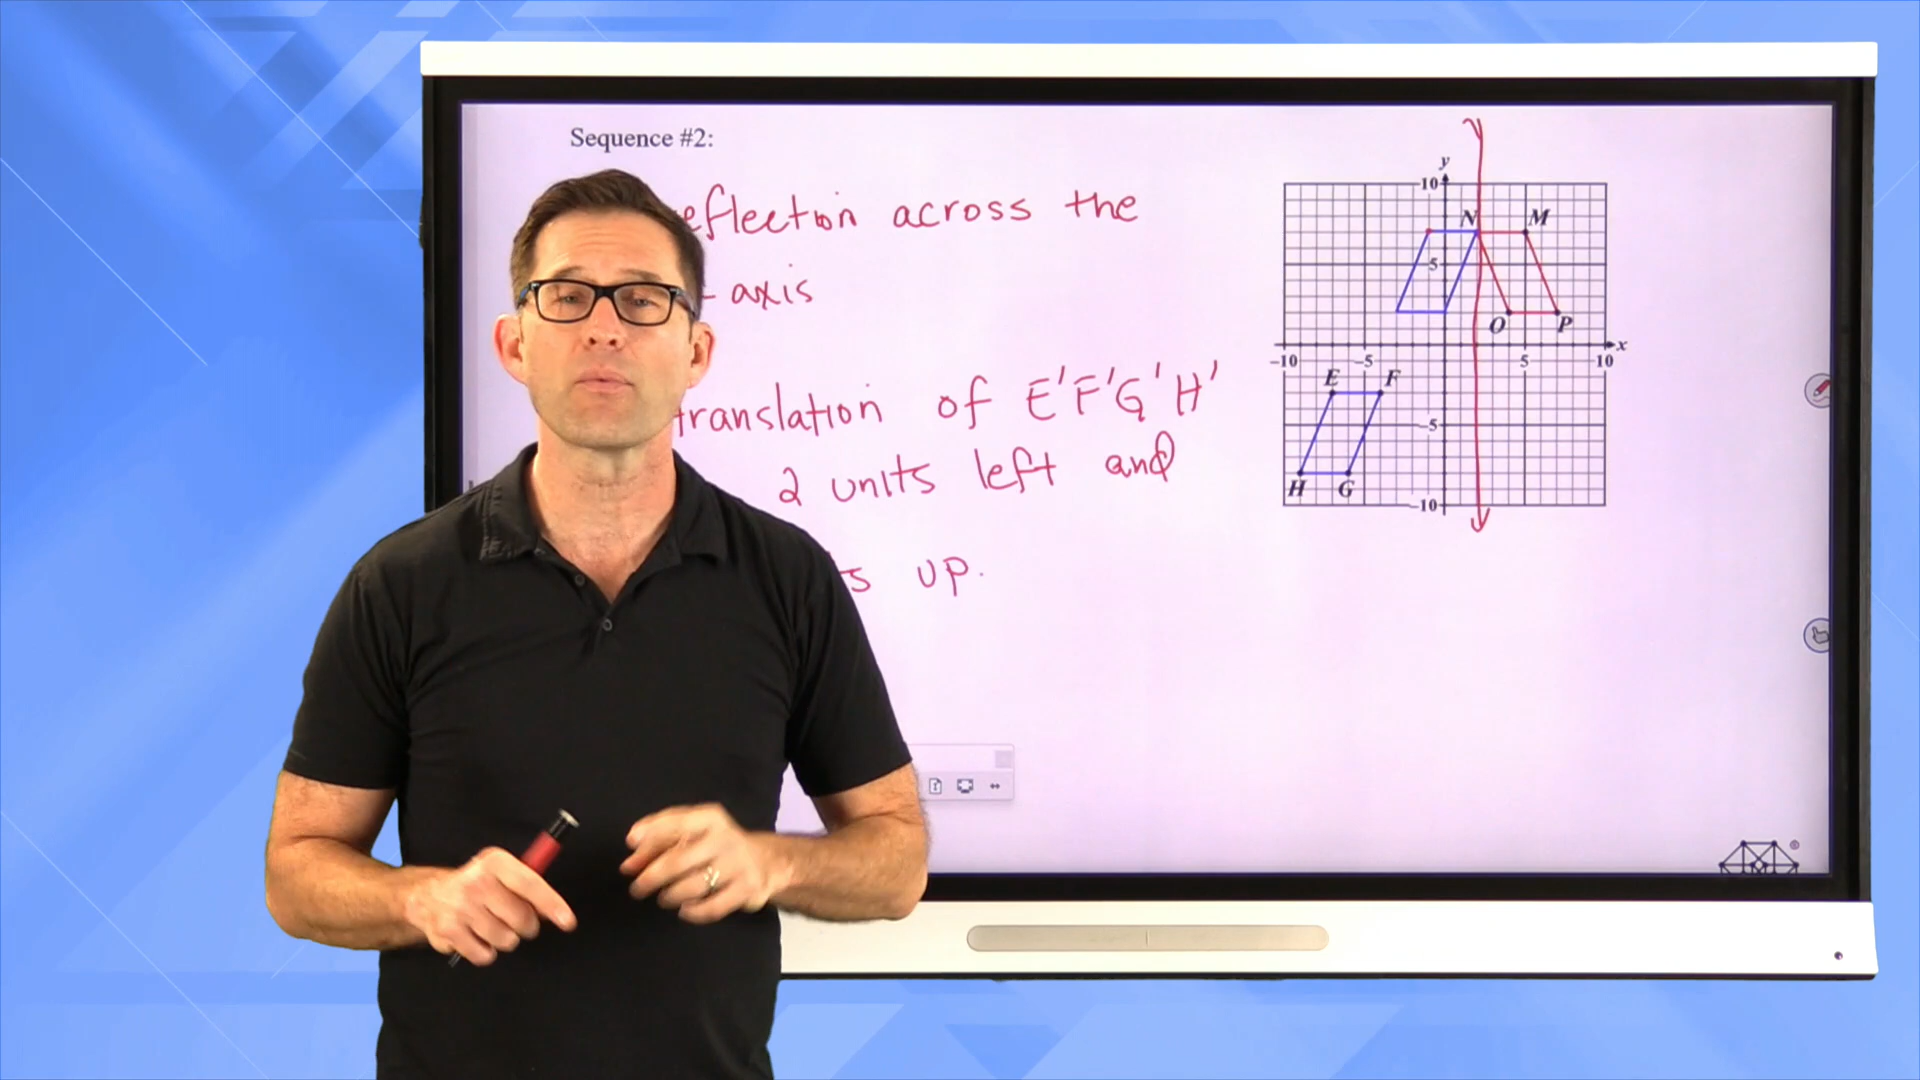 Sequence #2:
eflection across the
- axis
translation of E'F'G'H'
2 units left and
s up.
y
10
N M
5
O P
-10 -5 5 10 x
E F
-5
H G
-10